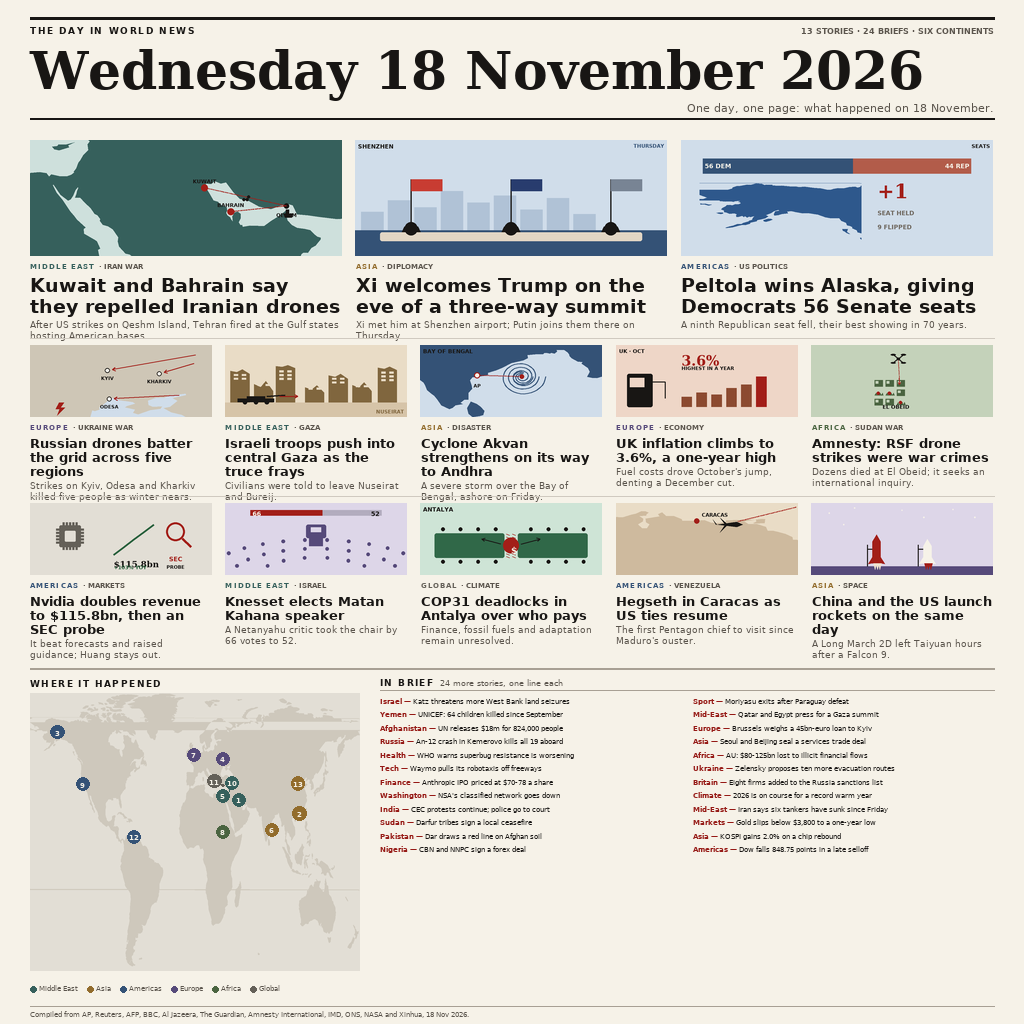 THE DAY IN WORLD NEWS
13 STORIES · 24 BRIEFS · SIX CONTINENTS
Wednesday 18 November 2026
One day, one page: what happened on 18 November.
KUWAIT
BAHRAIN
MIDDLE EAST · IRAN WAR
Kuwait and Bahrain say
they repelled Iranian drones
After US strikes on Qeshm Island, Tehran fired at the Gulf states
hosting American bases.
SHENZHEN
THURSDAY
ASIA · DIPLOMACY
Xi welcomes Trump on the
eve of a three-way summit
Xi met him at Shenzhen airport; Putin joins them there on
Thursday.
SEATS
56 DEM
44 REP
+1
SEAT HELD
9 FLIPPED
AMERICAS · US POLITICS
Peltola wins Alaska, giving
Democrats 56 Senate seats
A ninth Republican seat fell, their best showing in 70 years.
KYIV
KHARKIV
ODESA
EUROPE · UKRAINE WAR
Russian drones batter
the grid across five
regions
Strikes on Kyiv, Odesa and Kharkiv
killed five people as winter nears.
NUSEIRAT
MIDDLE EAST · GAZA
Israeli troops push into
central Gaza as the
truce frays
Civilians were told to leave Nuseirat
and Bureij.
BAY OF BENGAL
AP
ASIA · DISASTER
Cyclone Akvan
strengthens on its way
to Andhra
A severe storm over the Bay of
Bengal, ashore on Friday.
UK · OCT
3.6%
HIGHEST IN A YEAR
EUROPE · ECONOMY
UK inflation climbs to
3.6%, a one-year high
Fuel costs drove October's jump,
denting a December cut.
EL OBEID
AFRICA · SUDAN WAR
Amnesty: RSF drone
strikes were war crimes
Dozens died at El Obeid; it seeks an
international inquiry.
$115.8bn
SEC
PROBE
AMERICAS · MARKETS
Nvidia doubles revenue
to $115.8bn, then an
SEC probe
It beat forecasts and raised
guidance; Huang stays out.
66
52
MIDDLE EAST · ISRAEL
Knesset elects Matan
Kahana speaker
A Netanyahu critic took the chair by
66 votes to 52.
ANTALYA
GLOBAL · CLIMATE
COP31 deadlocks in
Antalya over who pays
Finance, fossil fuels and adaptation
remain unresolved.
CARACAS
AMERICAS · VENEZUELA
Hegseth in Caracas as
US ties resume
The first Pentagon chief to visit since
Maduro's ouster.
ASIA · SPACE
China and the US launch
rockets on the same
day
A Long March 2D left Taiyuan hours
after a Falcon 9.
WHERE IT HAPPENED
3
7
4
9
11
10
13
5
1
2
12
8
6
Middle East
Asia
Americas
Europe
Africa
Global
IN BRIEF 24 more stories, one line each
Israel — Katz threatens more West Bank land seizures
Yemen — UNICEF: 64 children killed since September
Afghanistan — UN releases $18m for 824,000 people
Russia — An-12 crash in Kemerovo kills all 19 aboard
Health — WHO warns superbug resistance is worsening
Tech — Waymo pulls its robotaxis off freeways
Finance — Anthropic IPO priced at $70-78 a share
Washington — NSA's classified network goes down
India — CEC protests continue; police go to court
Sudan — Darfur tribes sign a local ceasefire
Pakistan — Dar draws a red line on Afghan soil
Nigeria — CBN and NNPC sign a forex deal
Sport — Moriyasu exits after Paraguay defeat
Mid-East — Qatar and Egypt press for a Gaza summit
Europe — Brussels weighs a 45bn-euro loan to Kyiv
Asia — Seoul and Beijing seal a services trade deal
Africa — AU: $80-125bn lost to illicit financial flows
Ukraine — Zelensky proposes ten more evacuation routes
Britain — Eight firms added to the Russia sanctions list
Climate — 2026 is on course for a record warm year
Mid-East — Iran says six tankers have sunk since Friday
Markets — Gold slips below $3,800 to a one-year low
Asia — KOSPI gains 2.0% on a chip rebound
Americas — Dow falls 848.75 points in a late selloff
Compiled from AP, Reuters, AFP, BBC, Al Jazeera, The Guardian, Amnesty International, IMD, ONS, NASA and Xinhua, 18 Nov 2026.